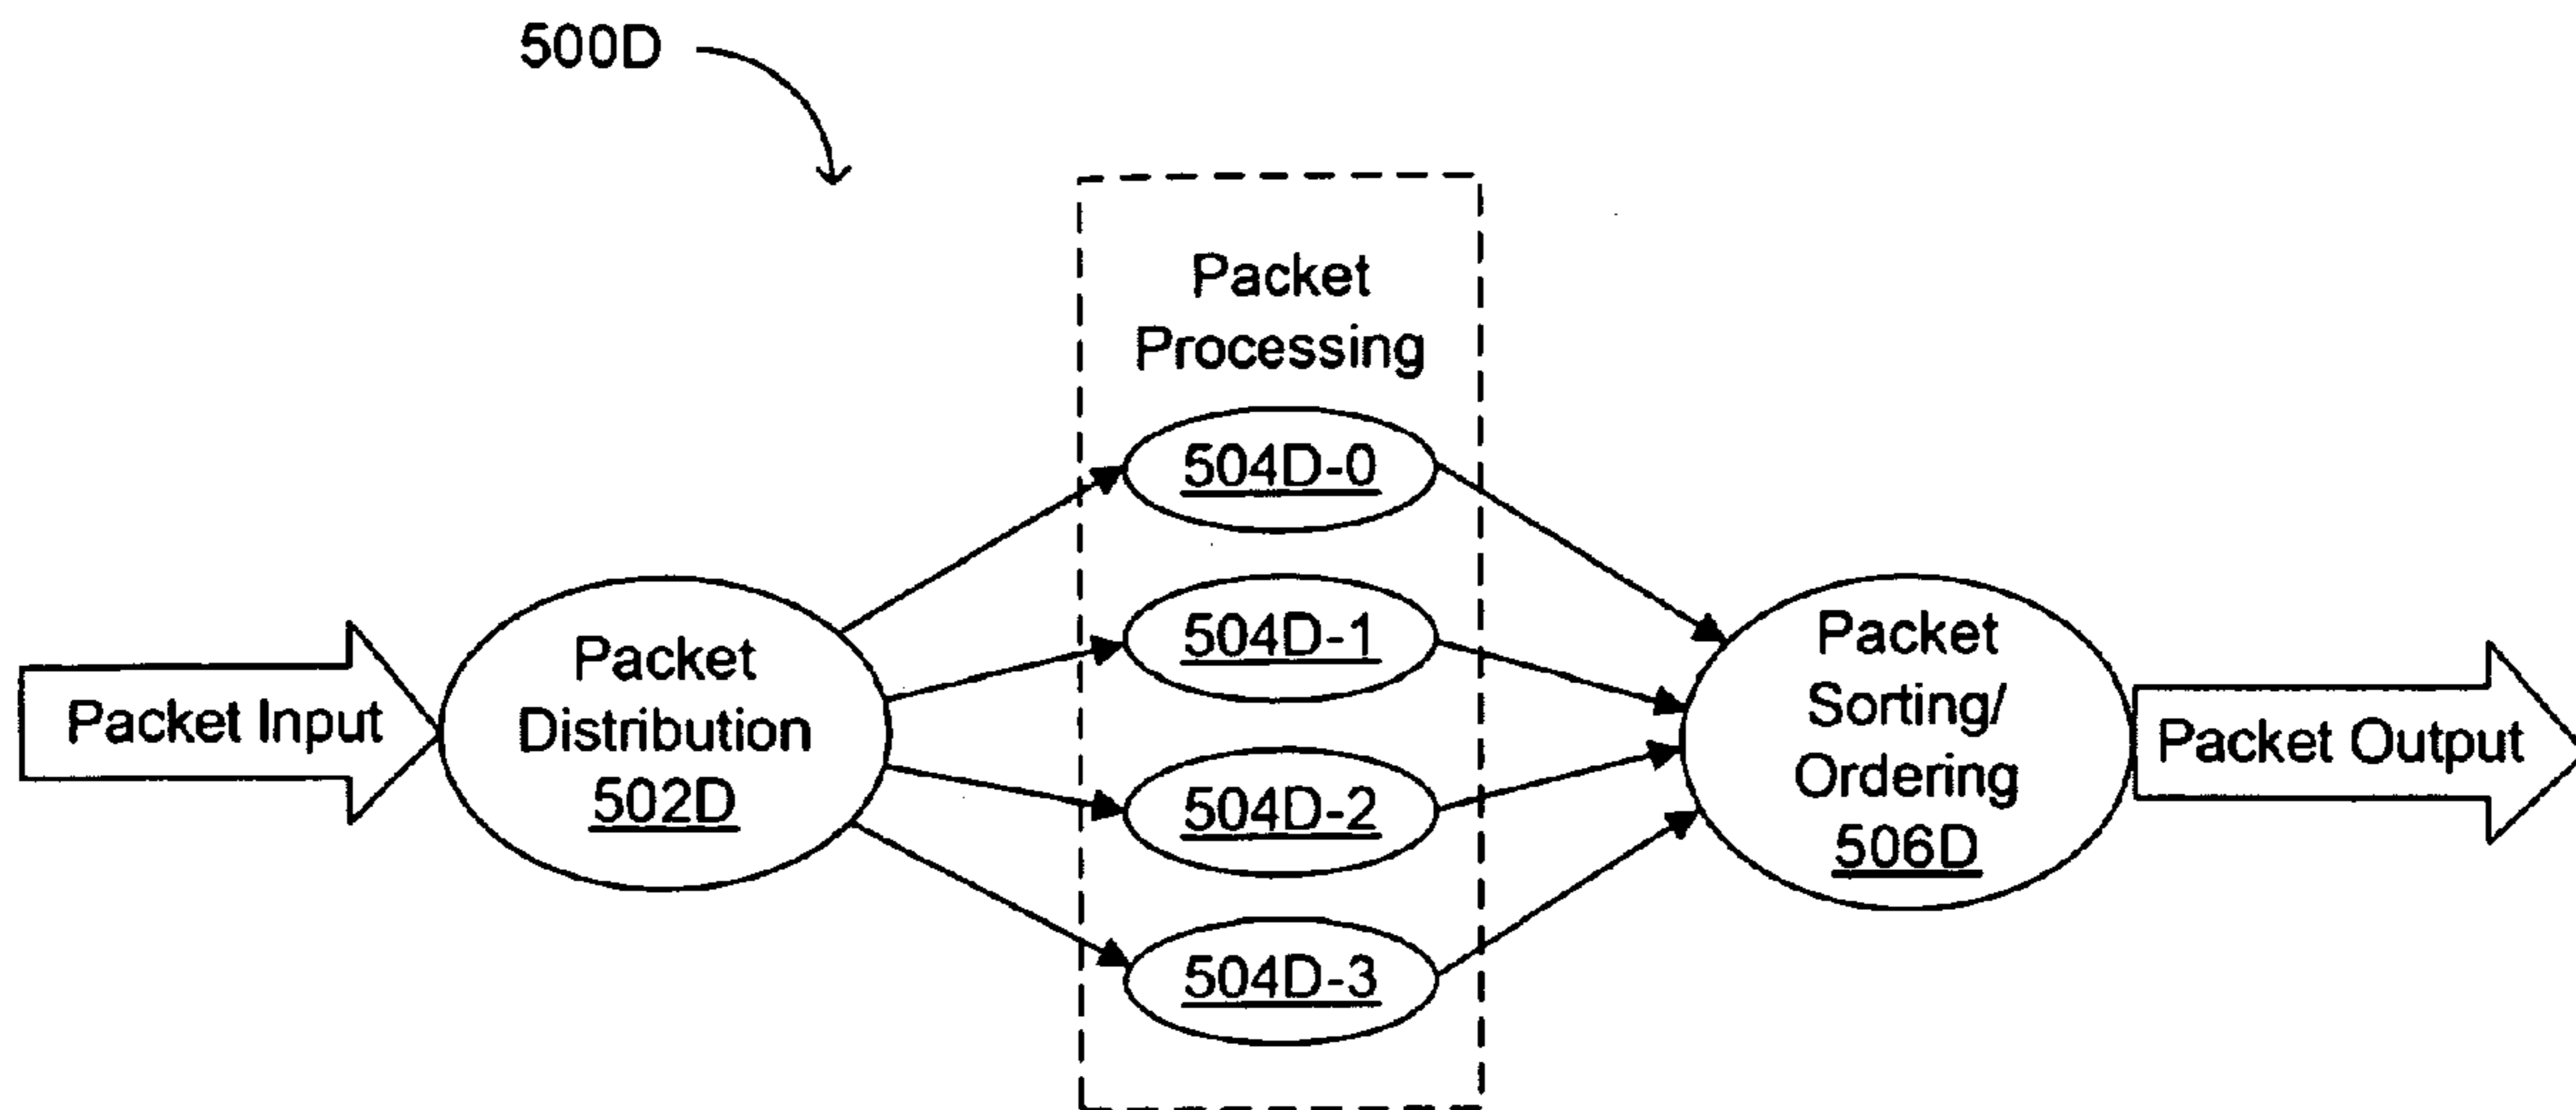 500D
Packet
Processing
504D-0
504D-1
504D-2
504D-3
Packet Input
Packet
Distribution
502D
Packet
Sorting/
Ordering
506D
Packet Output